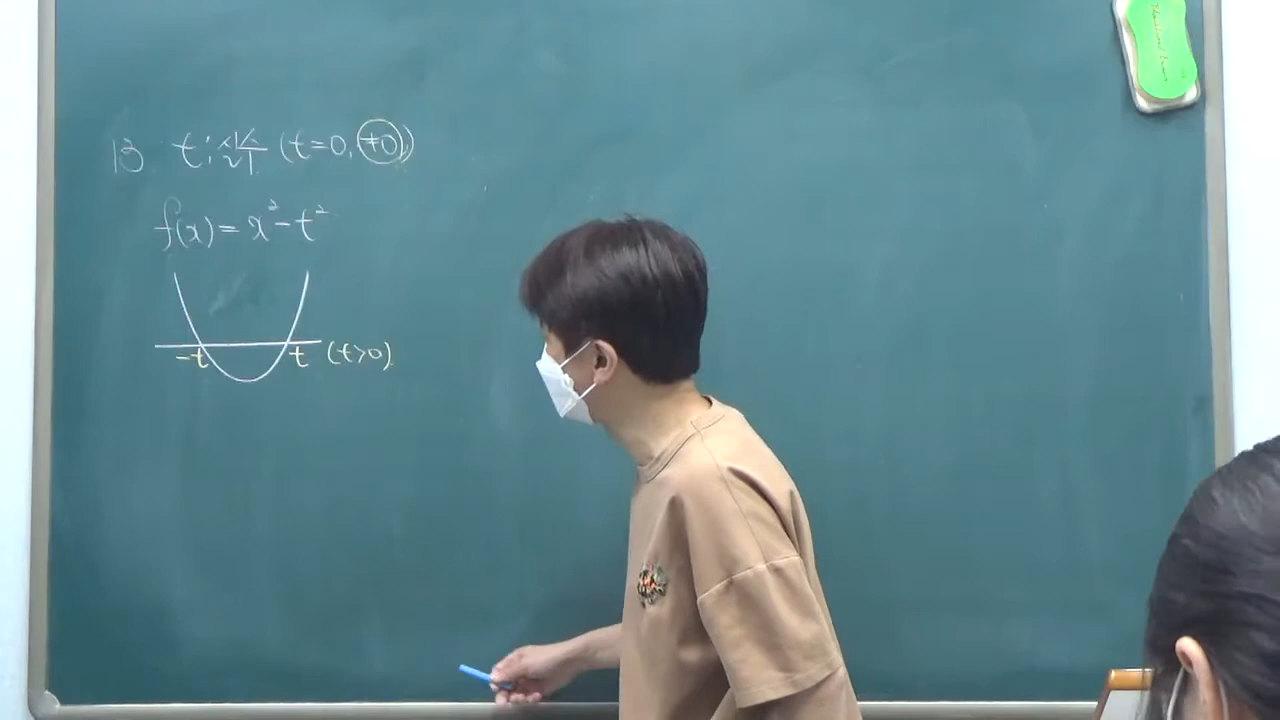 13. t:실수 (t=0, ≠0)
f(x)=x²-t²
-t t (t>0)